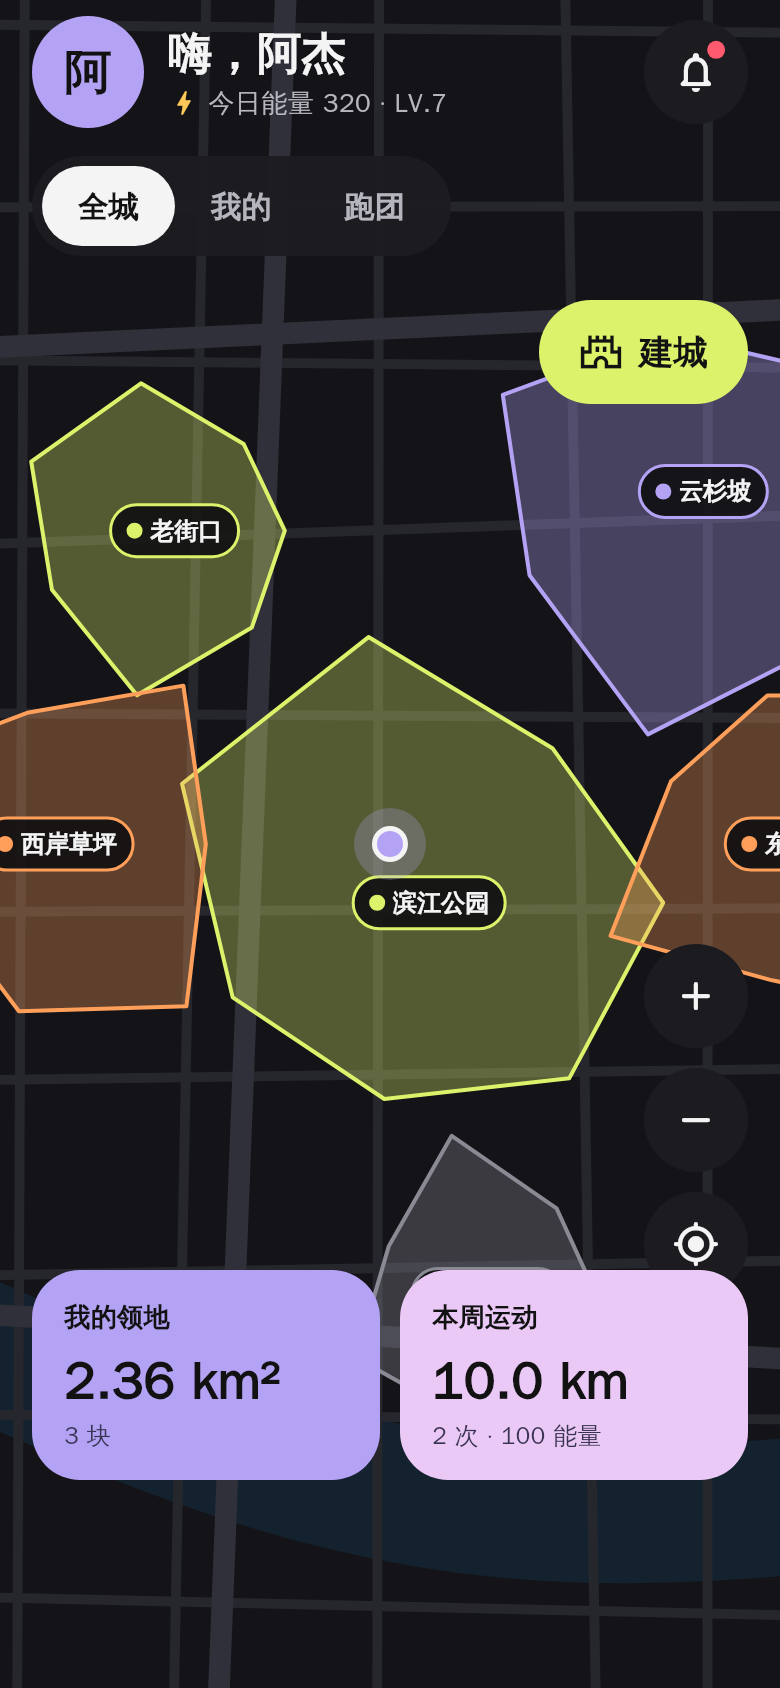 阿
嗨，阿杰
今日能量 320 · LV.7
全城
我的
跑团
建城
云杉坡
老街口
西岸草坪
东
滨江公园
我的领地
2.36 km²
3 块
本周运动
10.0 km
2 次 · 100 能量